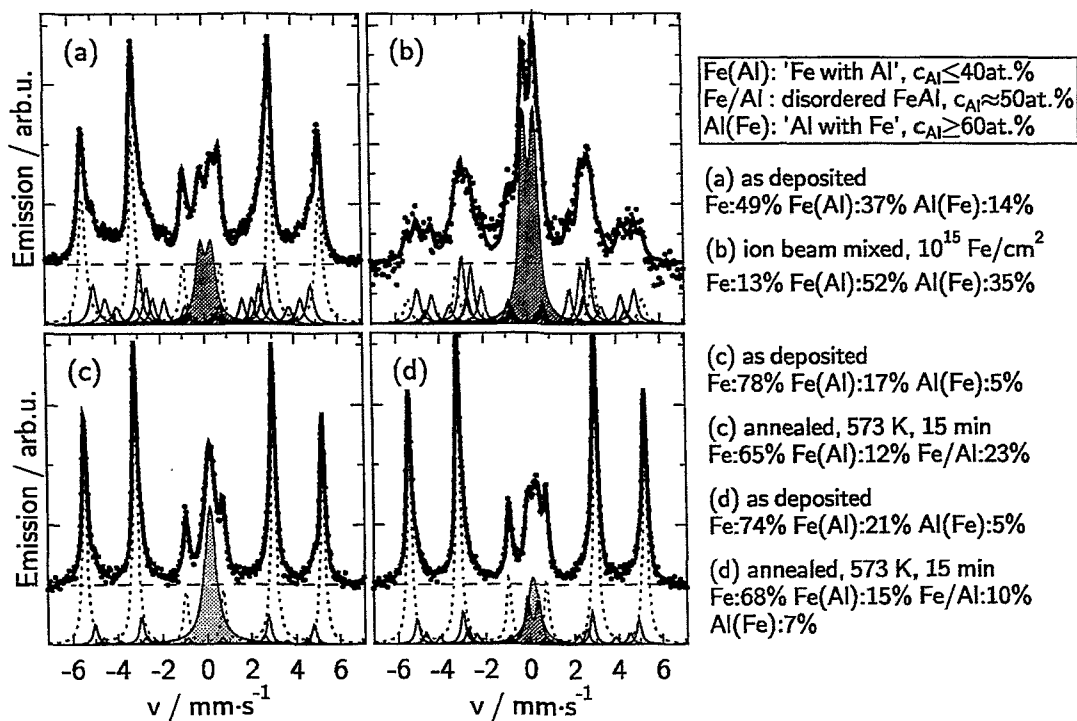 (a)
(b)
Emission / arb.u.
(c)
(d)
Emission / arb.u.
-6 -4 -2 0 2 4 6
-6 -4 -2 0 2 4 6
v / mm·s⁻¹
v / mm·s⁻¹
Fe(Al): 'Fe with Al', c_Al≤40at.%
Fe/Al : disordered FeAl, c_Al≈50at.%
Al(Fe): 'Al with Fe', c_Al≥60at.%
(a) as deposited
Fe:49% Fe(Al):37% Al(Fe):14%
(b) ion beam mixed, 10¹⁵ Fe/cm²
Fe:13% Fe(Al):52% Al(Fe):35%
(c) as deposited
Fe:78% Fe(Al):17% Al(Fe):5%
(c) annealed, 573 K, 15 min
Fe:65% Fe(Al):12% Fe/Al:23%
(d) as deposited
Fe:74% Fe(Al):21% Al(Fe):5%
(d) annealed, 573 K, 15 min
Fe:68% Fe(Al):15% Fe/Al:10%
Al(Fe):7%